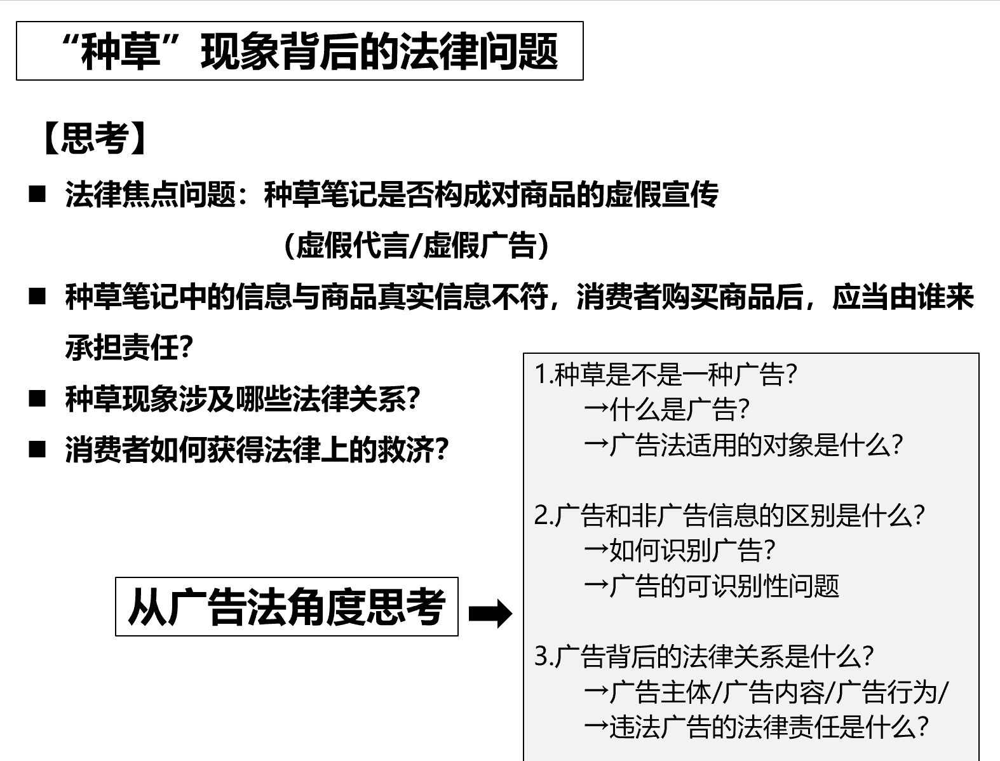 “种草”现象背后的法律问题
【思考】
■ 法律焦点问题：种草笔记是否构成对商品的虚假宣传
（虚假代言/虚假广告）
■ 种草笔记中的信息与商品真实信息不符，消费者购买商品后，应当由谁来
承担责任？
■ 种草现象涉及哪些法律关系？
■ 消费者如何获得法律上的救济？
从广告法角度思考
1.种草是不是一种广告？
→什么是广告？
→广告法适用的对象是什么？
2.广告和非广告信息的区别是什么？
→如何识别广告？
→广告的可识别性问题
3.广告背后的法律关系是什么？
→广告主体/广告内容/广告行为/
→违法广告的法律责任是什么？